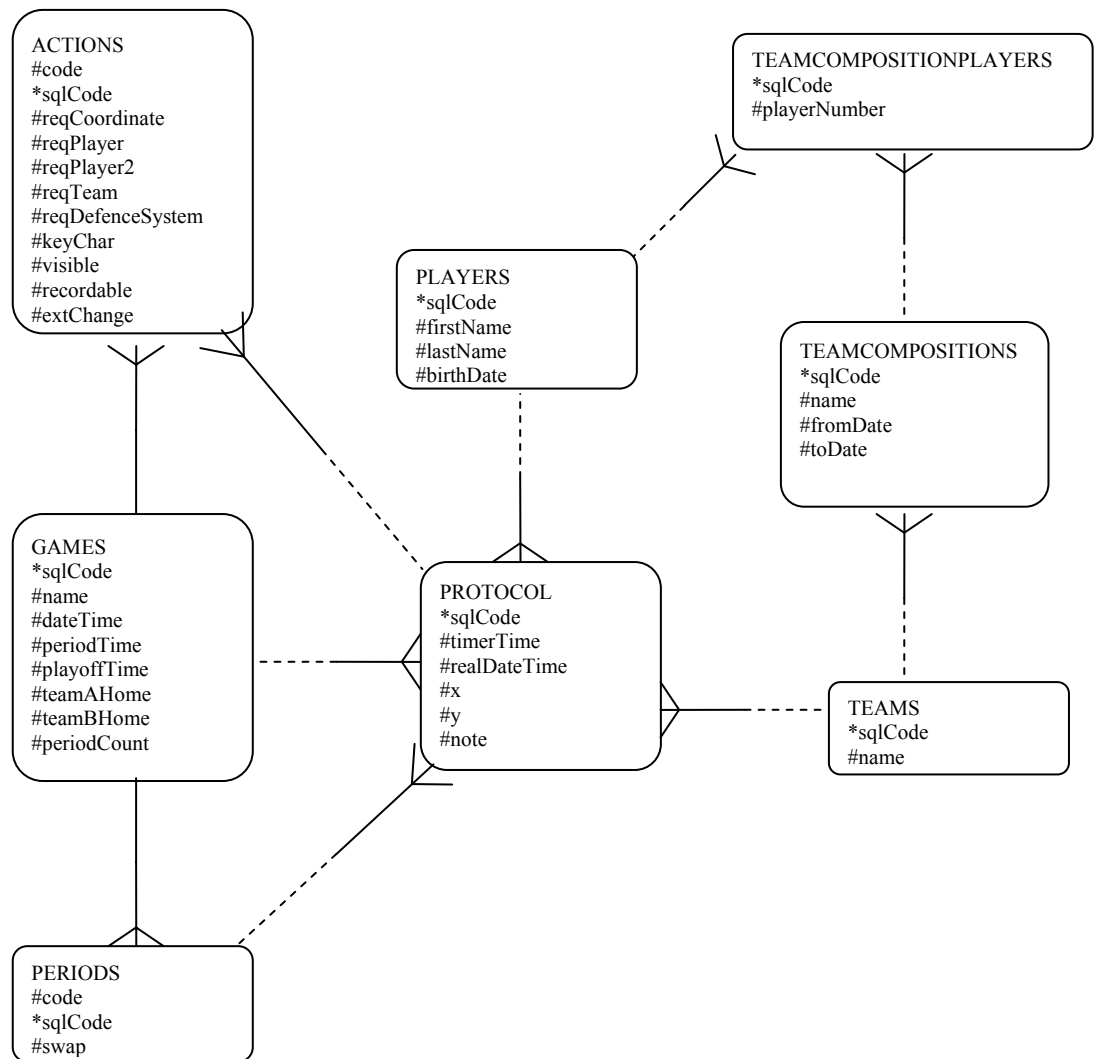 ACTIONS
#code
*sqlCode
#reqCoordinate
#reqPlayer
#reqPlayer2
#reqTeam
#reqDefenceSystem
#keyChar
#visible
#recordable
#extChange
TEAMCOMPOSITIONPLAYERS
*sqlCode
#playerNumber
PLAYERS
*sqlCode
#firstName
#lastName
#birthDate
TEAMCOMPOSITIONS
*sqlCode
#name
#fromDate
#toDate
GAMES
*sqlCode
#name
#dateTime
#periodTime
#playoffTime
#teamAHome
#teamBHome
#periodCount
PROTOCOL
*sqlCode
#timerTime
#realDateTime
#x
#y
#note
TEAMS
*sqlCode
#name
PERIODS
#code
*sqlCode
#swap